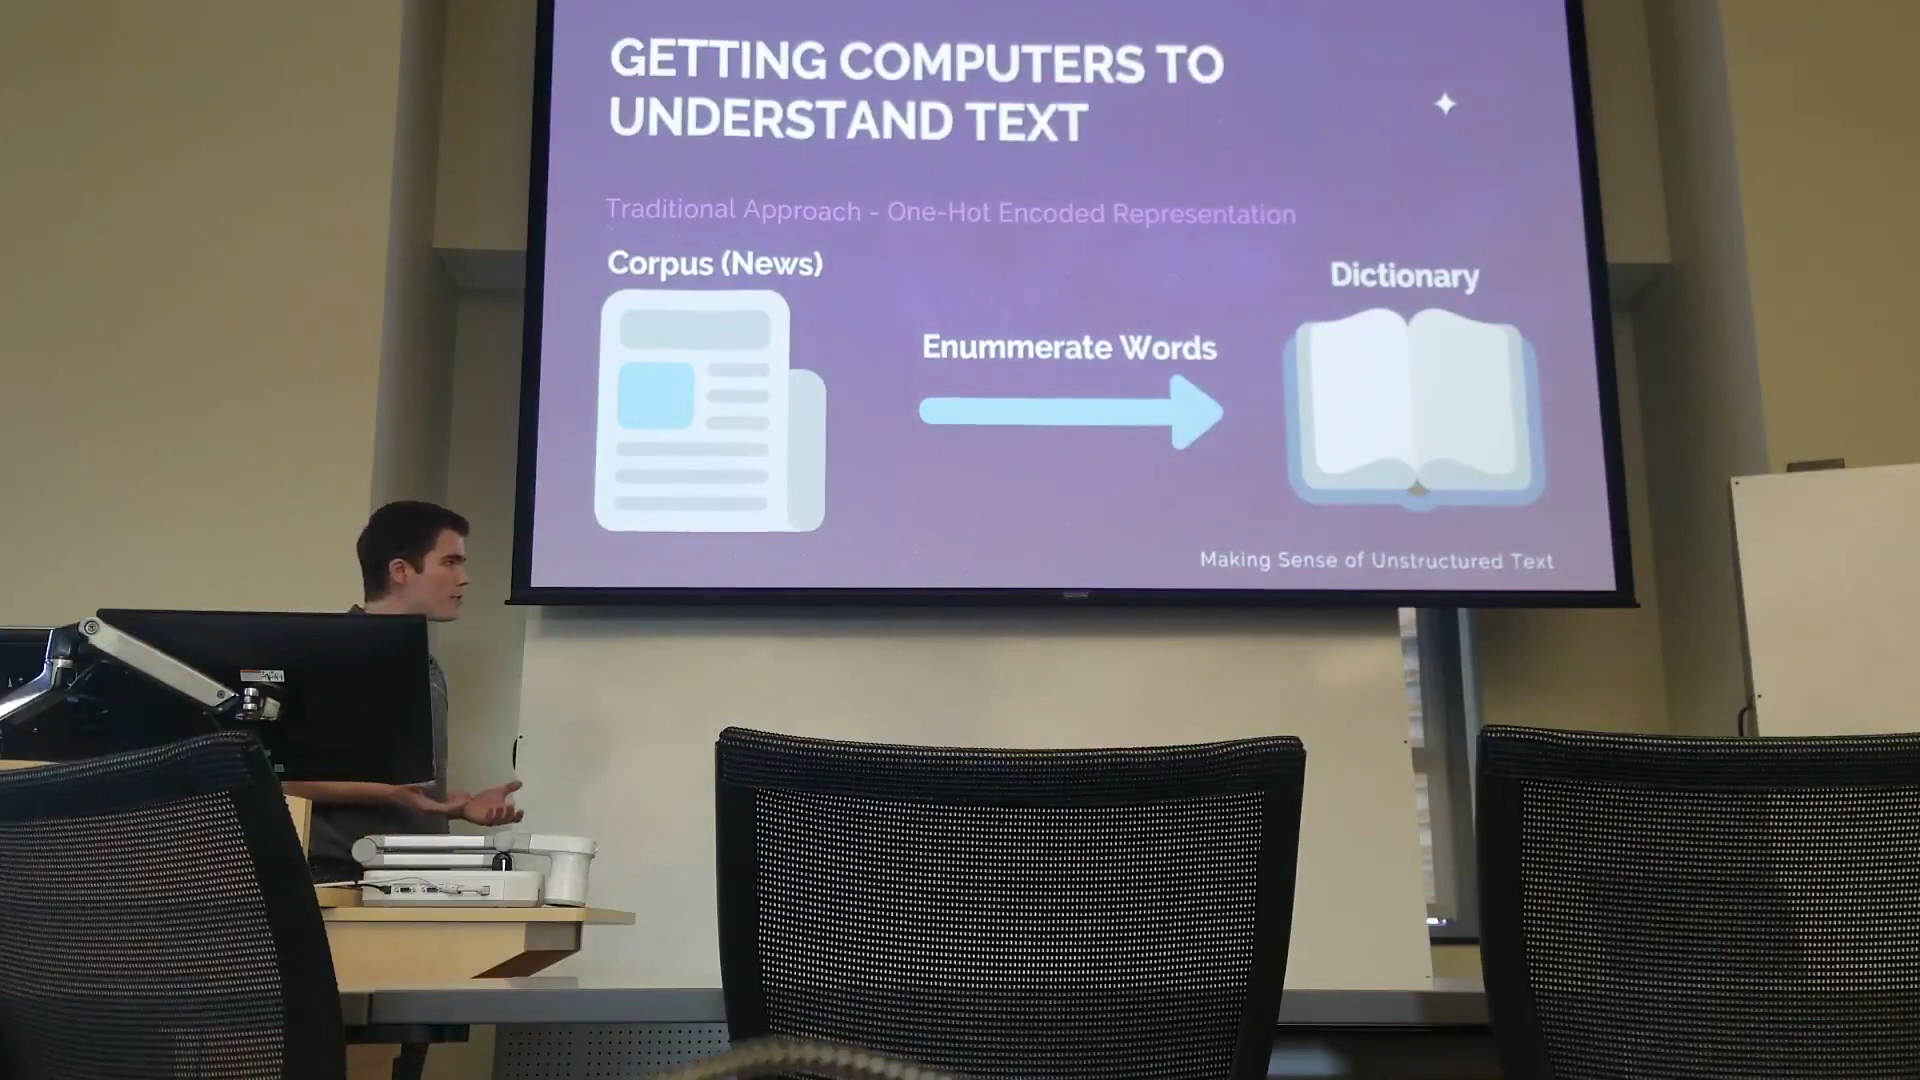 GETTING COMPUTERS TO
UNDERSTAND TEXT
Traditional Approach - One-Hot Encoded Representation
Corpus (News)
Dictionary
Enummerate Words
Making Sense of Unstructured Text